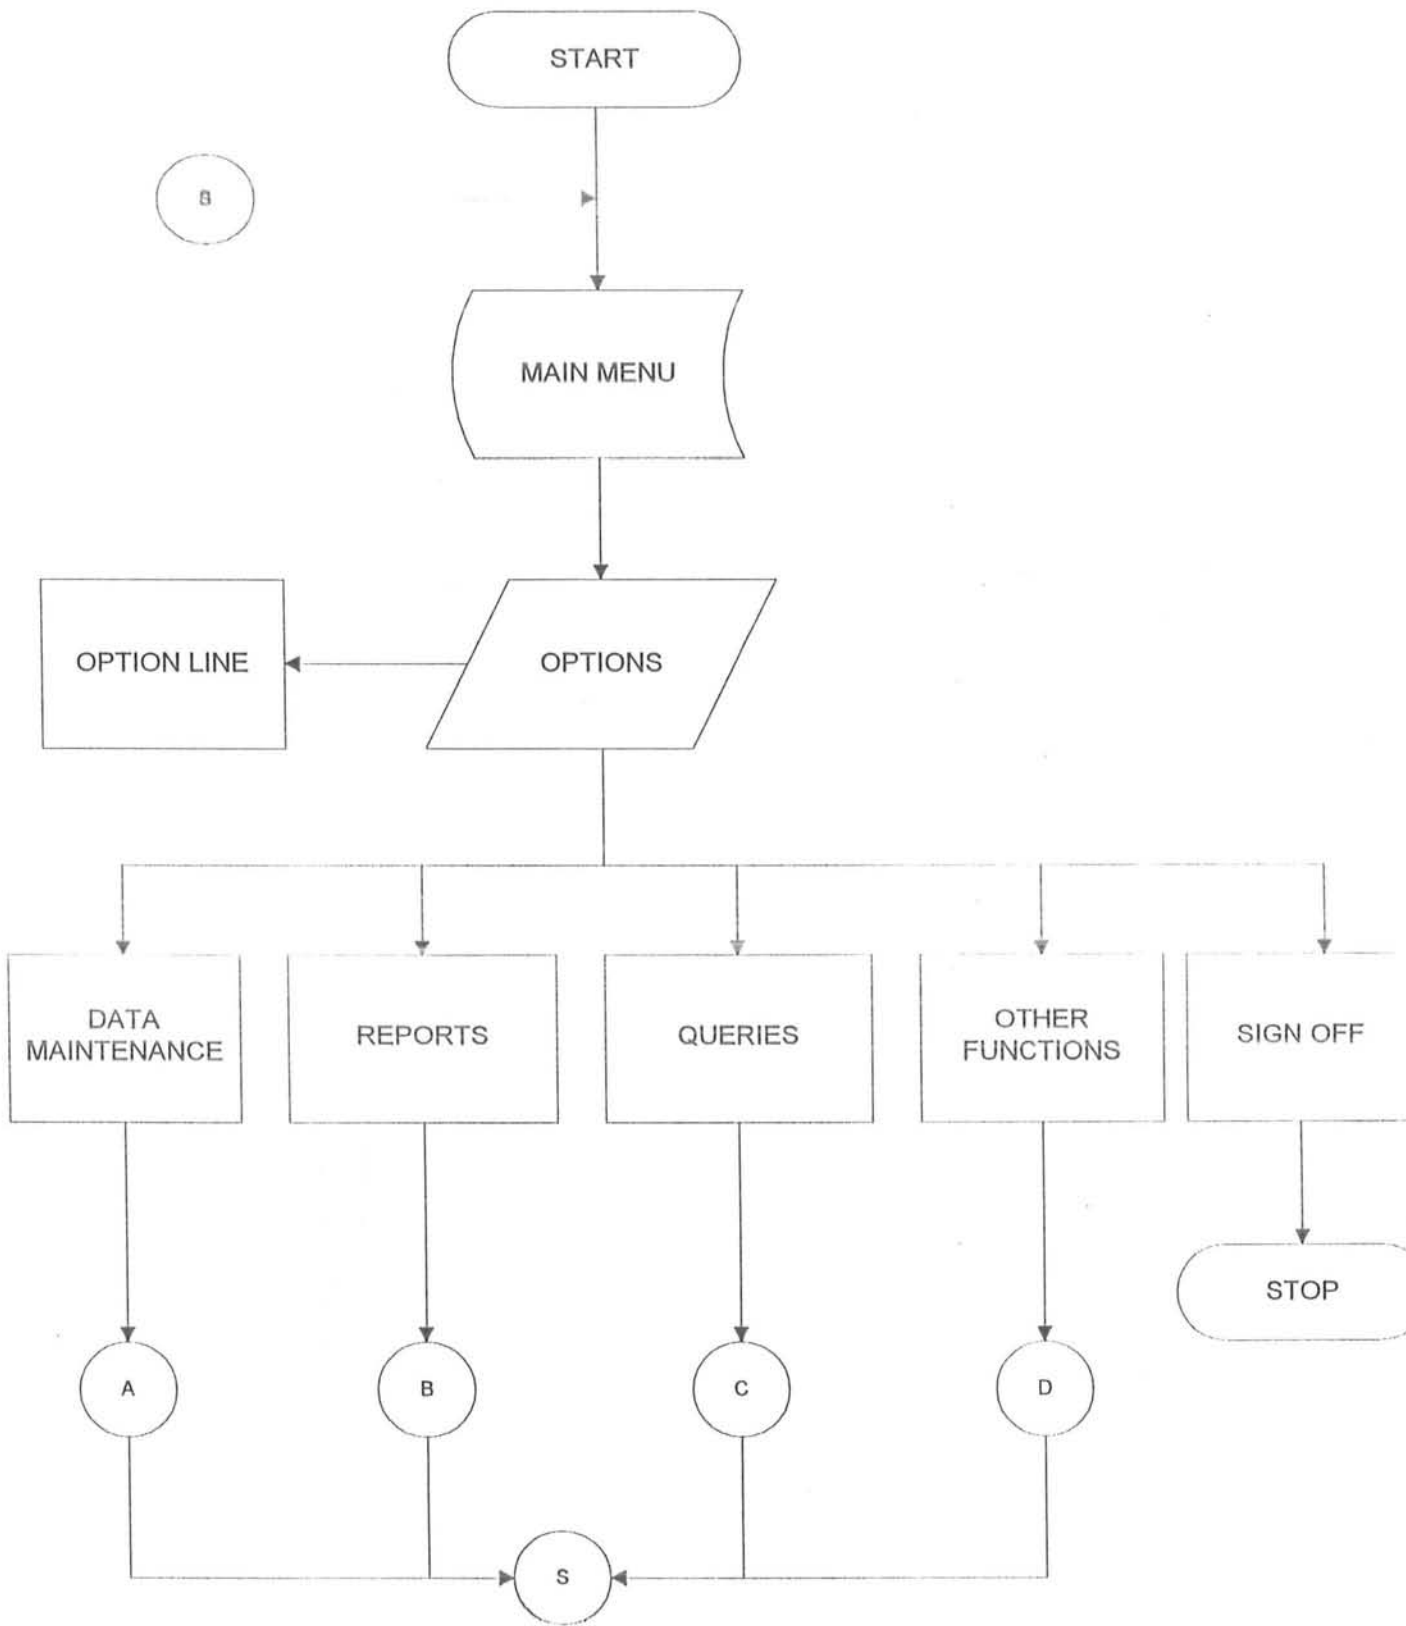 START
MAIN MENU
OPTION LINE
OPTIONS
DATA
MAINTENANCE
REPORTS
QUERIES
OTHER
FUNCTIONS
SIGN OFF
STOP
A
B
C
D
S